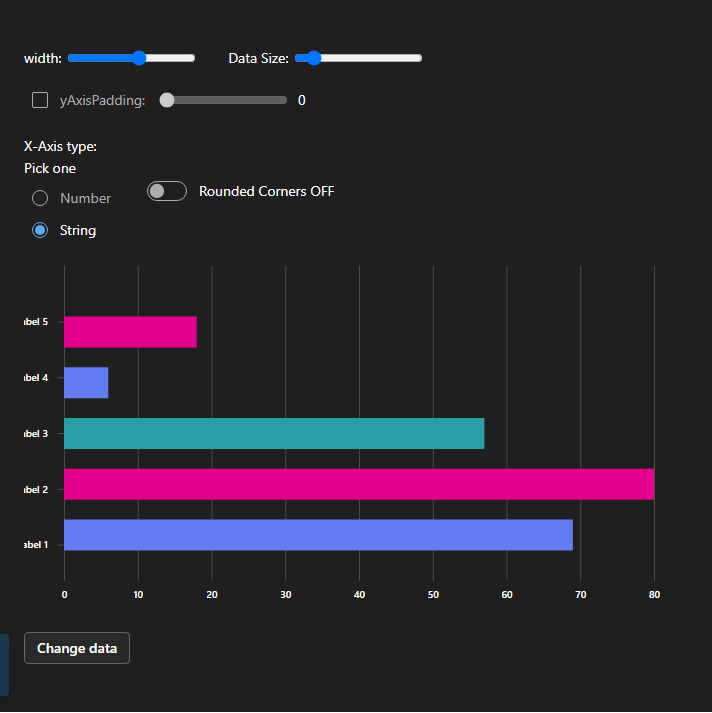 width: Data Size:
yAxisPadding: 0
X-Axis type:
Pick one
Number
Rounded Corners OFF
String
abel 5
abel 4
abel 3
abel 2
abel 1
0 10 20 30 40 50 60 70 80
Change data